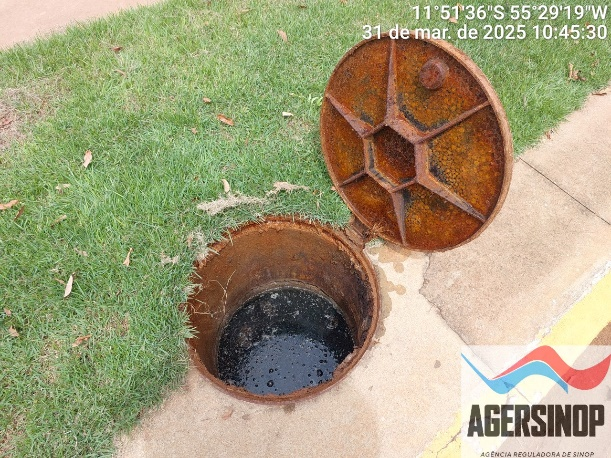 11°51'36"S 55°29'19"W
31 de mar. de 2025 10:45:30
AGERSINOP
AGÊNCIA REGULADORA DE SINOP